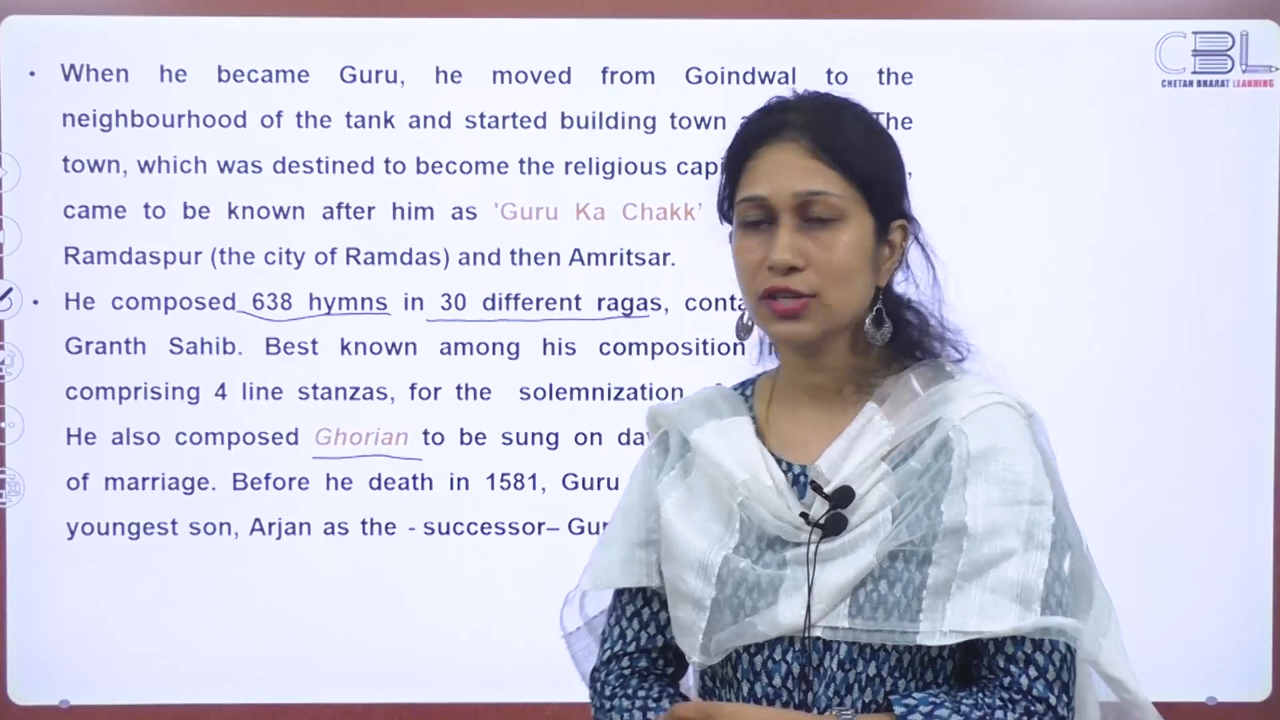 • When he became Guru, he moved from Goindwal to the
neighbourhood of the tank and started building town The
town, which was destined to become the religious ,
came to be known after him as 'Guru Ka Chakk’
Ramdaspur (the city of Ramdas) and then Amritsar.
• He composed 638 hymns in 30 different ragas,
Granth Sahib. Best known among his composition
comprising 4 line stanzas, for the solemnization
He also composed Ghorian to be sung on
of marriage. Before he death in 1581, Guru
youngest son, Arjan as the - successor–
CBL
CHETAN BHARAT LEARNING